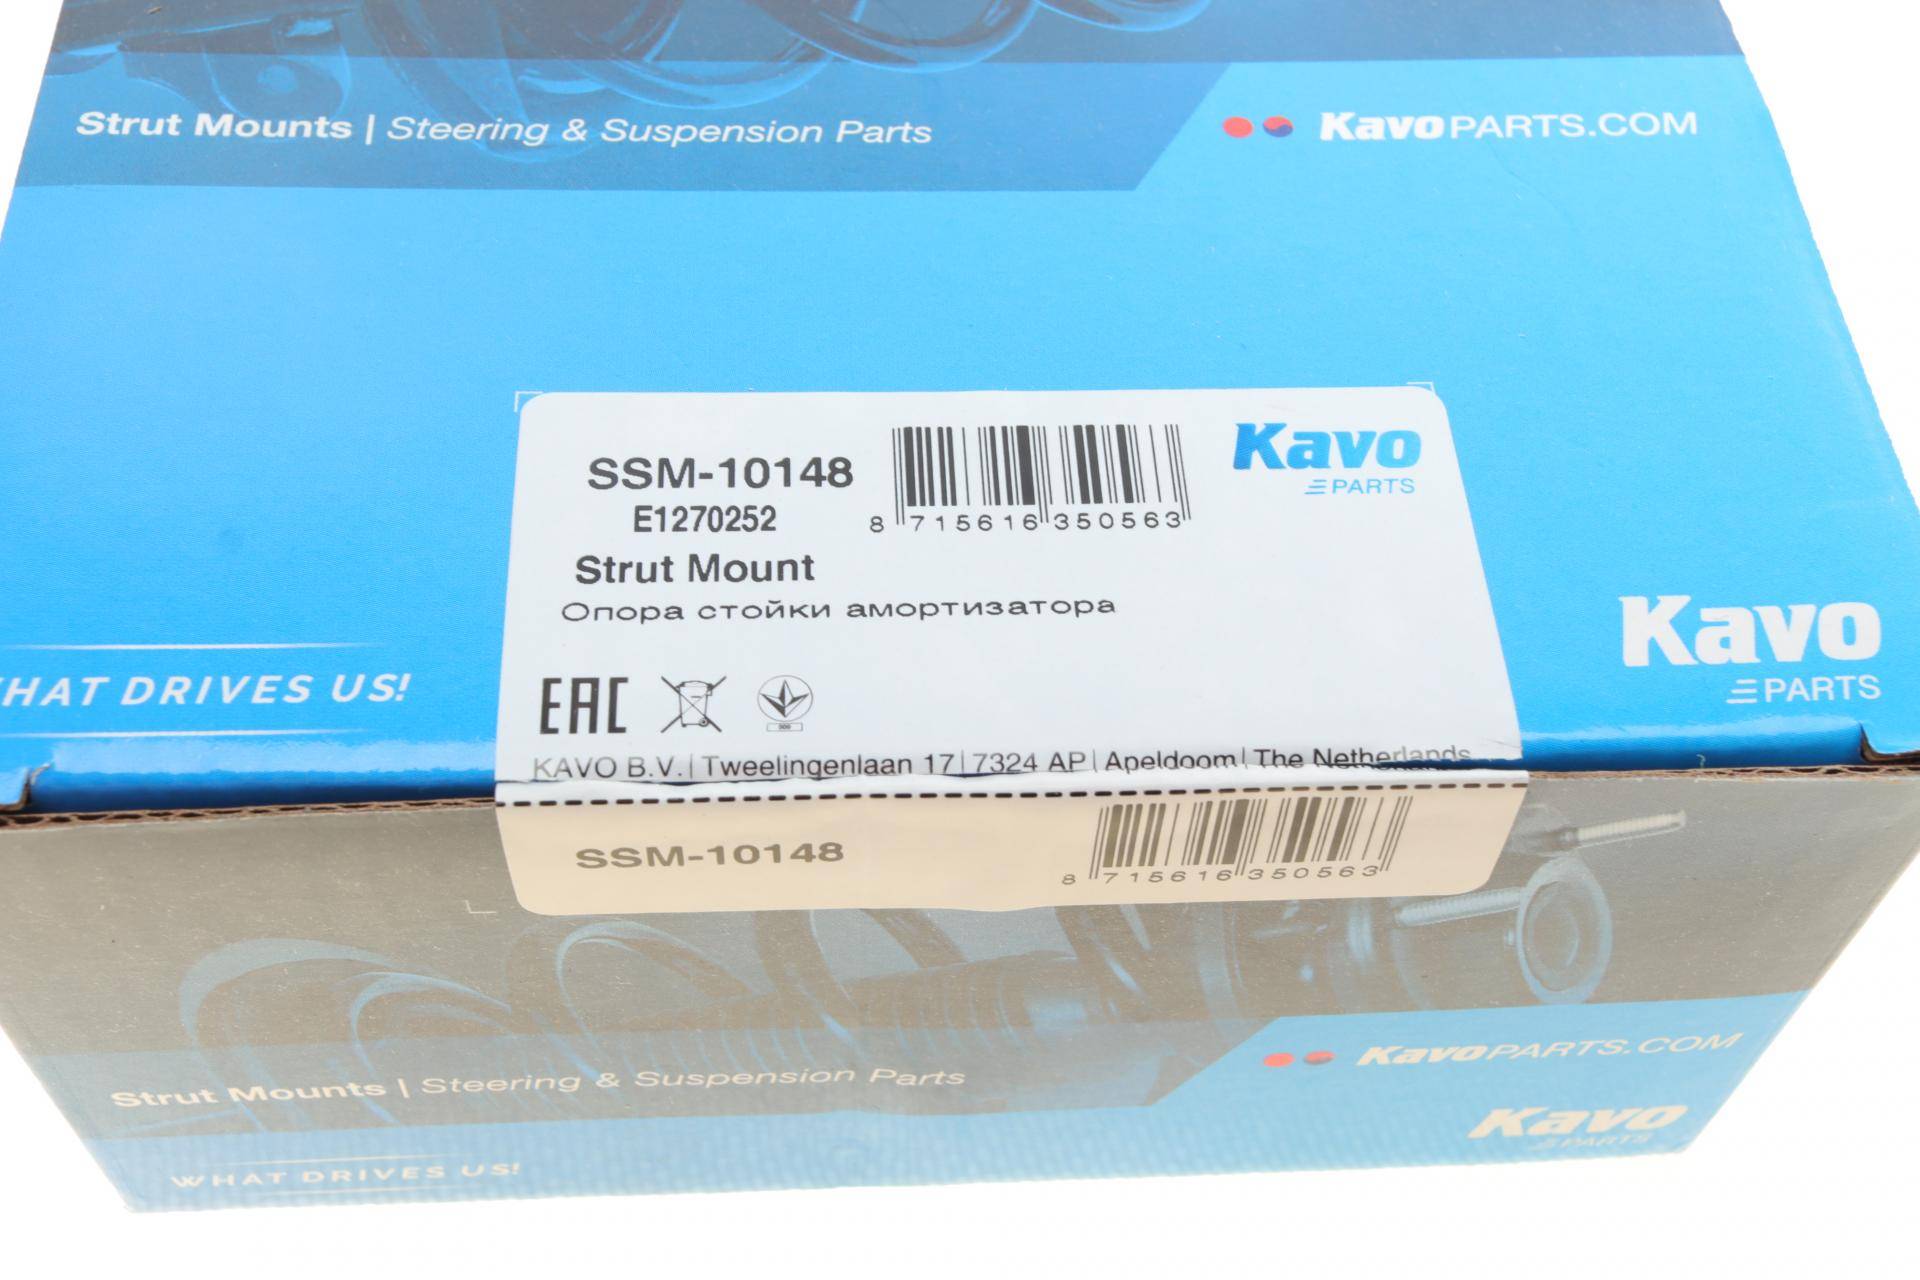 Strut Mounts | Steering & Suspension Parts
KavoPARTS.COM
SSM-10148
E1270252
8 715616 350563
Kavo
PARTS
Strut Mount
Опора стойки амортизатора
EAC
KAVO B.V. | Tweelingenlaan 17 | 7324 AP | Apeldoorn | The Netherlands
HAT DRIVES US!
Kavo
PARTS
SSM-10148
8 715616 350563
Strut Mounts | Steering & Suspension Parts
KavoPARTS.COM
Kavo
PARTS
WHAT DRIVES US!